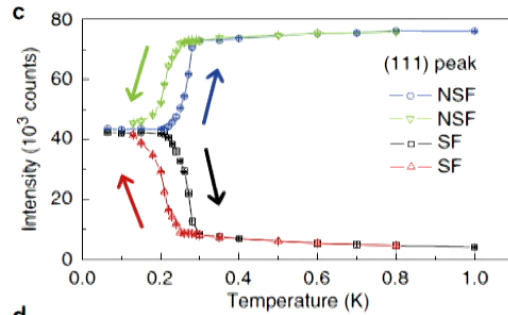 c
80
60
40
20
0
Intensity (10³ counts)
(111) peak
NSF
NSF
SF
SF
0.0 0.2 0.4 0.6 0.8 1.0
Temperature (K)